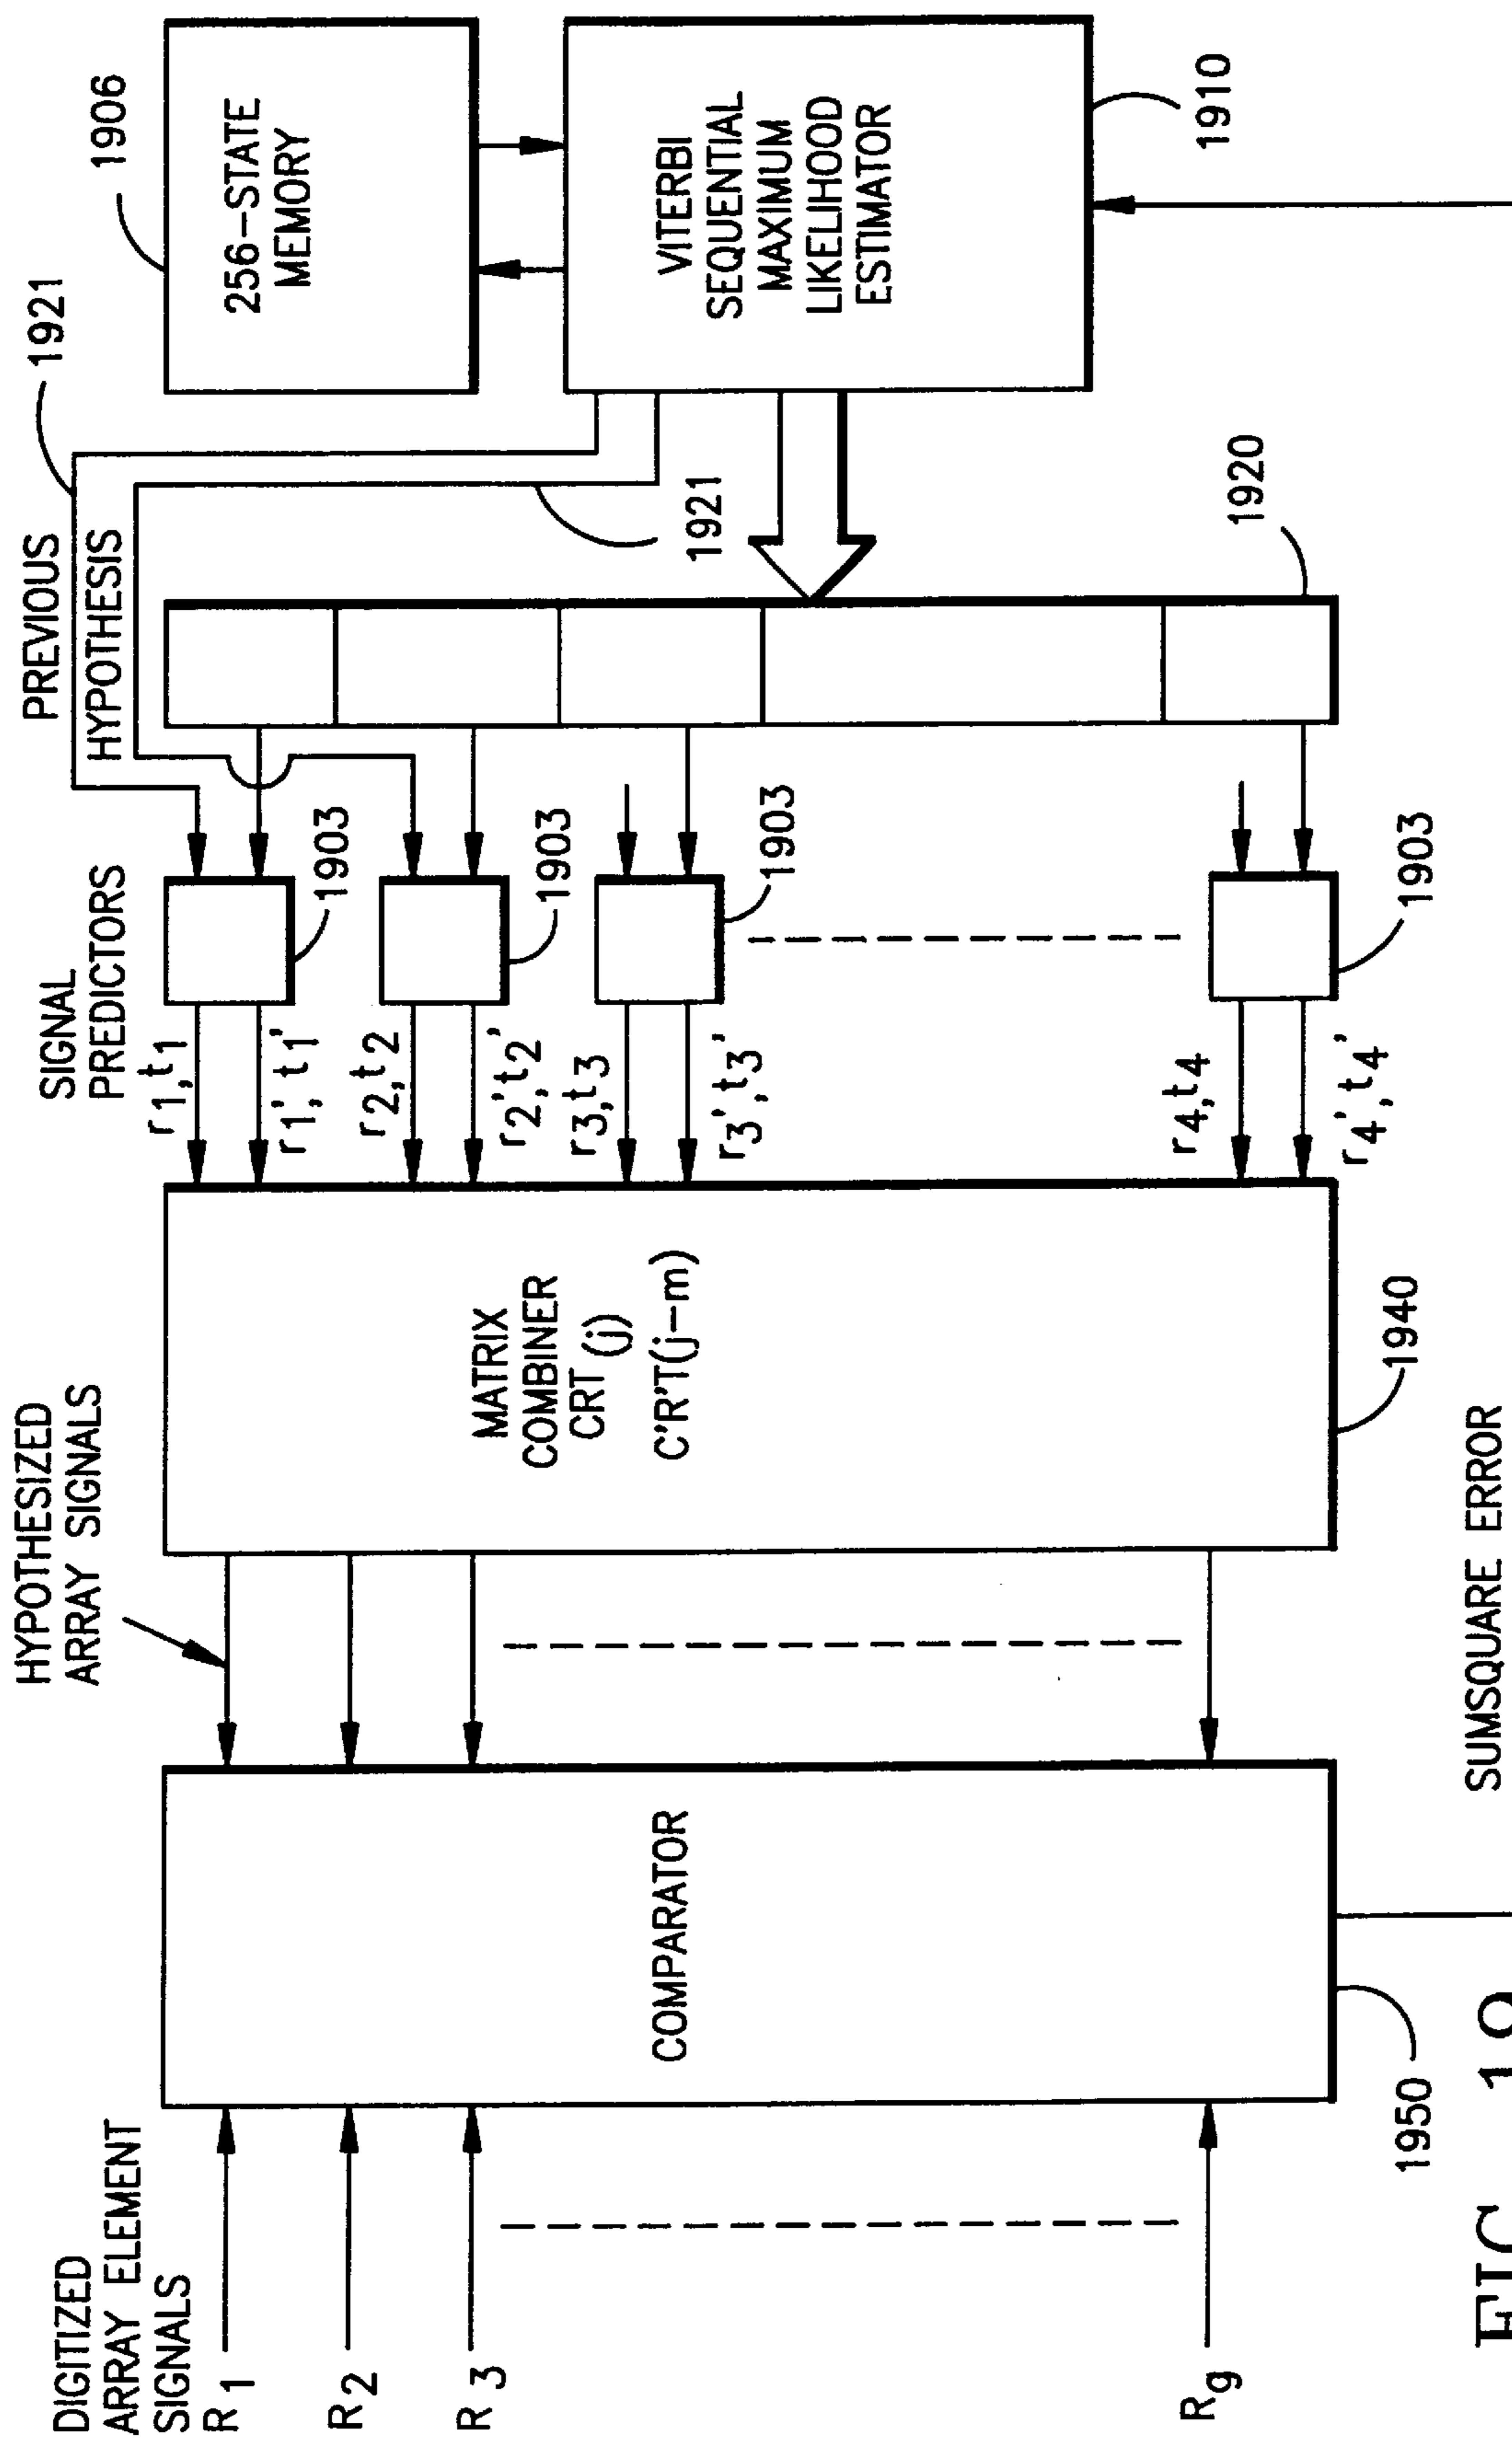 DIGITIZED
ARRAY ELEMENT
SIGNALS
R1
R2
R3
Rg
COMPARATOR
1950
HYPOTHESIZED
ARRAY SIGNALS
MATRIX
COMBINER
CRT (j)
C'R'T(j-m)
1940
SIGNAL
PREDICTORS
r1,t1
r1',t1'
r2,t2
r2',t2'
r3,t3
r3',t3'
r4,t4
r4',t4'
1903
1903
1903
1903
PREVIOUS
HYPOTHESIS
1921
1921
1920
256-STATE
MEMORY
1906
VITERBI
SEQUENTIAL
MAXIMUM
LIKELIHOOD
ESTIMATOR
1910
SUMSQUARE ERROR